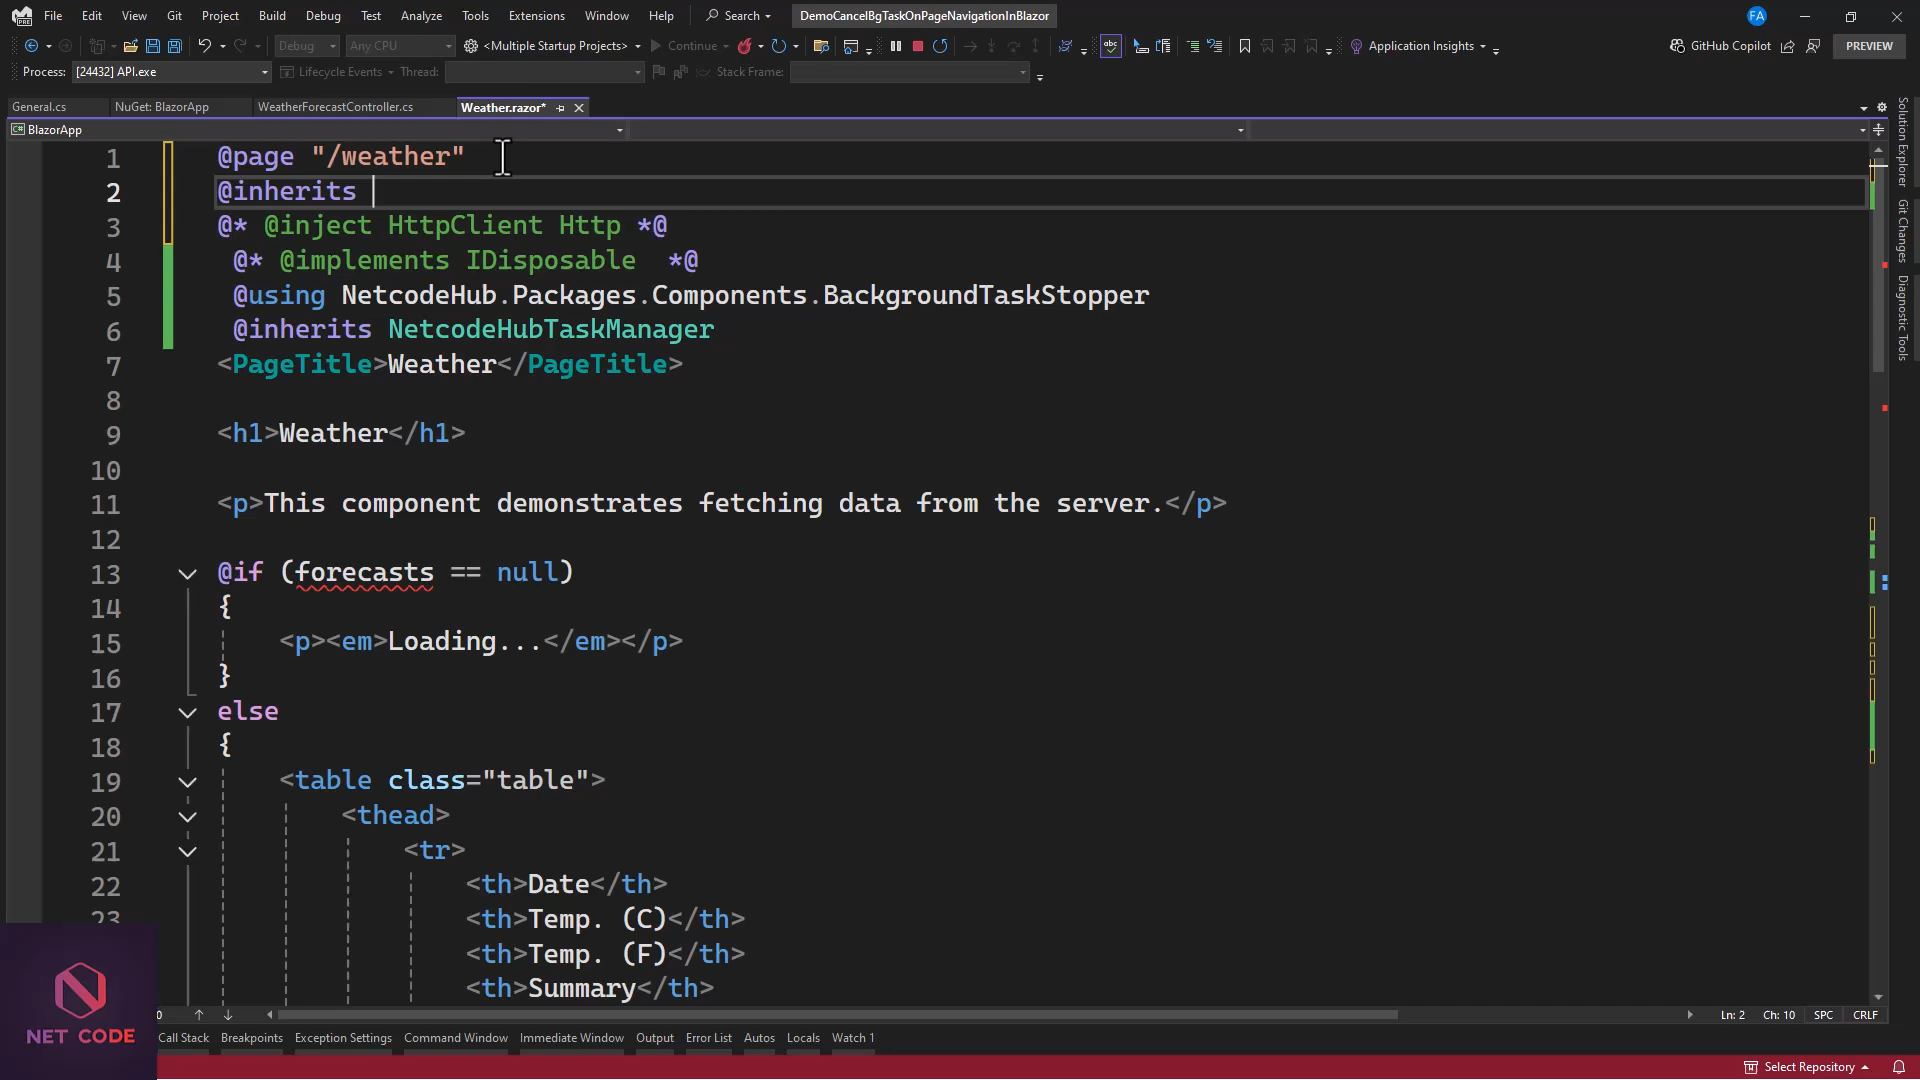 File Edit View Git Project Build Debug Test Analyze Tools Extensions Window Help Search DemoCancelBgTaskOnPageNavigationInBlazor FA
Debug Any CPU <Multiple Startup Projects> Continue Application Insights GitHub Copilot PREVIEW
Process: [24432] API.exe Lifecycle Events Thread: Stack Frame:
General.cs NuGet: BlazorApp WeatherForecastController.cs Weather.razor*
BlazorApp
1 @page "/weather"
2 @inherits
3 @* @inject HttpClient Http *@
4 @* @implements IDisposable *@
5 @using NetcodeHub.Packages.Components.BackgroundTaskStopper
6 @inherits NetcodeHubTaskManager
7 <PageTitle>Weather</PageTitle>
8
9 <h1>Weather</h1>
10
11 <p>This component demonstrates fetching data from the server.</p>
12
13 @if (forecasts == null)
14 {
15 <p><em>Loading...</em></p>
16 }
17 else
18 {
19 <table class="table">
20 <thead>
21 <tr>
22 <th>Date</th>
23 <th>Temp. (C)</th>
<th>Temp. (F)</th>
<th>Summary</th>
Solution Explorer
Git Changes
Diagnostic Tools
NET CODE
0 Ln: 2 Ch: 10 SPC CRLF
Call Stack Breakpoints Exception Settings Command Window Immediate Window Output Error List Autos Locals Watch 1
Select Repository